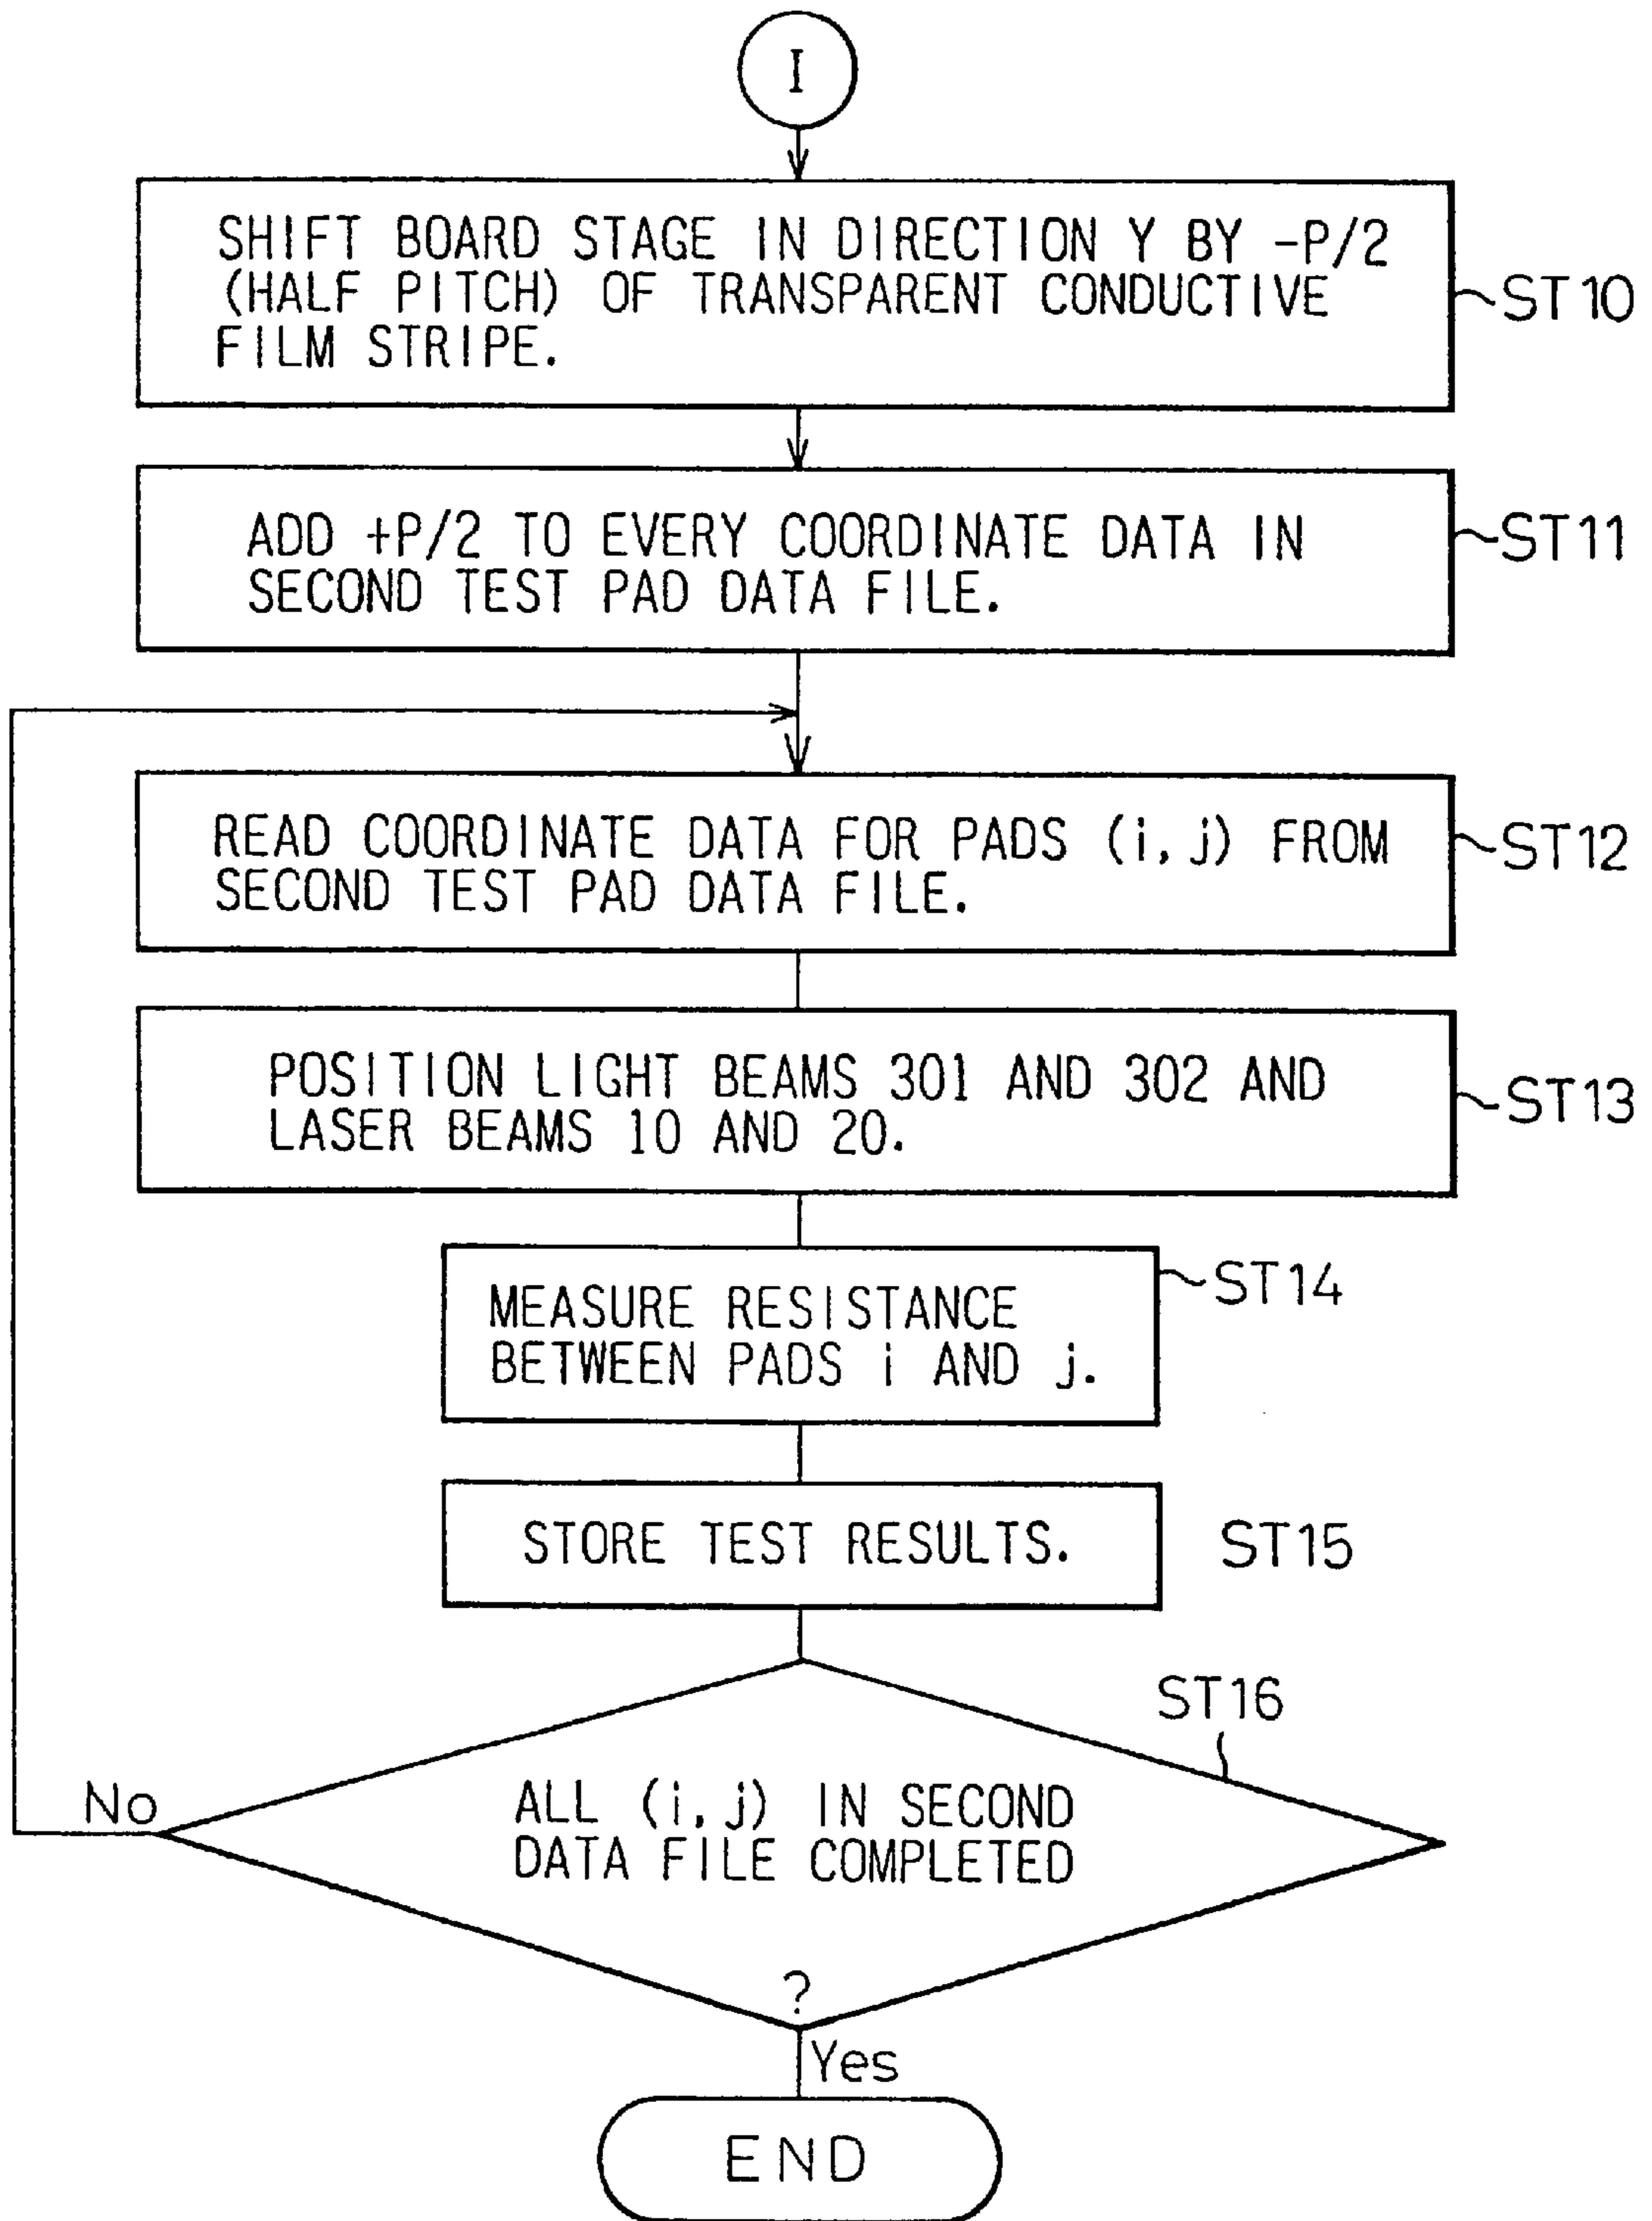 I
SHIFT BOARD STAGE IN DIRECTION Y BY -P/2
(HALF PITCH) OF TRANSPARENT CONDUCTIVE
FILM STRIPE.
ST10
ADD +P/2 TO EVERY COORDINATE DATA IN
SECOND TEST PAD DATA FILE.
ST11
READ COORDINATE DATA FOR PADS (i,j) FROM
SECOND TEST PAD DATA FILE.
ST12
POSITION LIGHT BEAMS 301 AND 302 AND
LASER BEAMS 10 AND 20.
ST13
MEASURE RESISTANCE
BETWEEN PADS i AND j.
ST14
STORE TEST RESULTS.
ST15
ST16
No
ALL (i,j) IN SECOND
DATA FILE COMPLETED
?
Yes
END